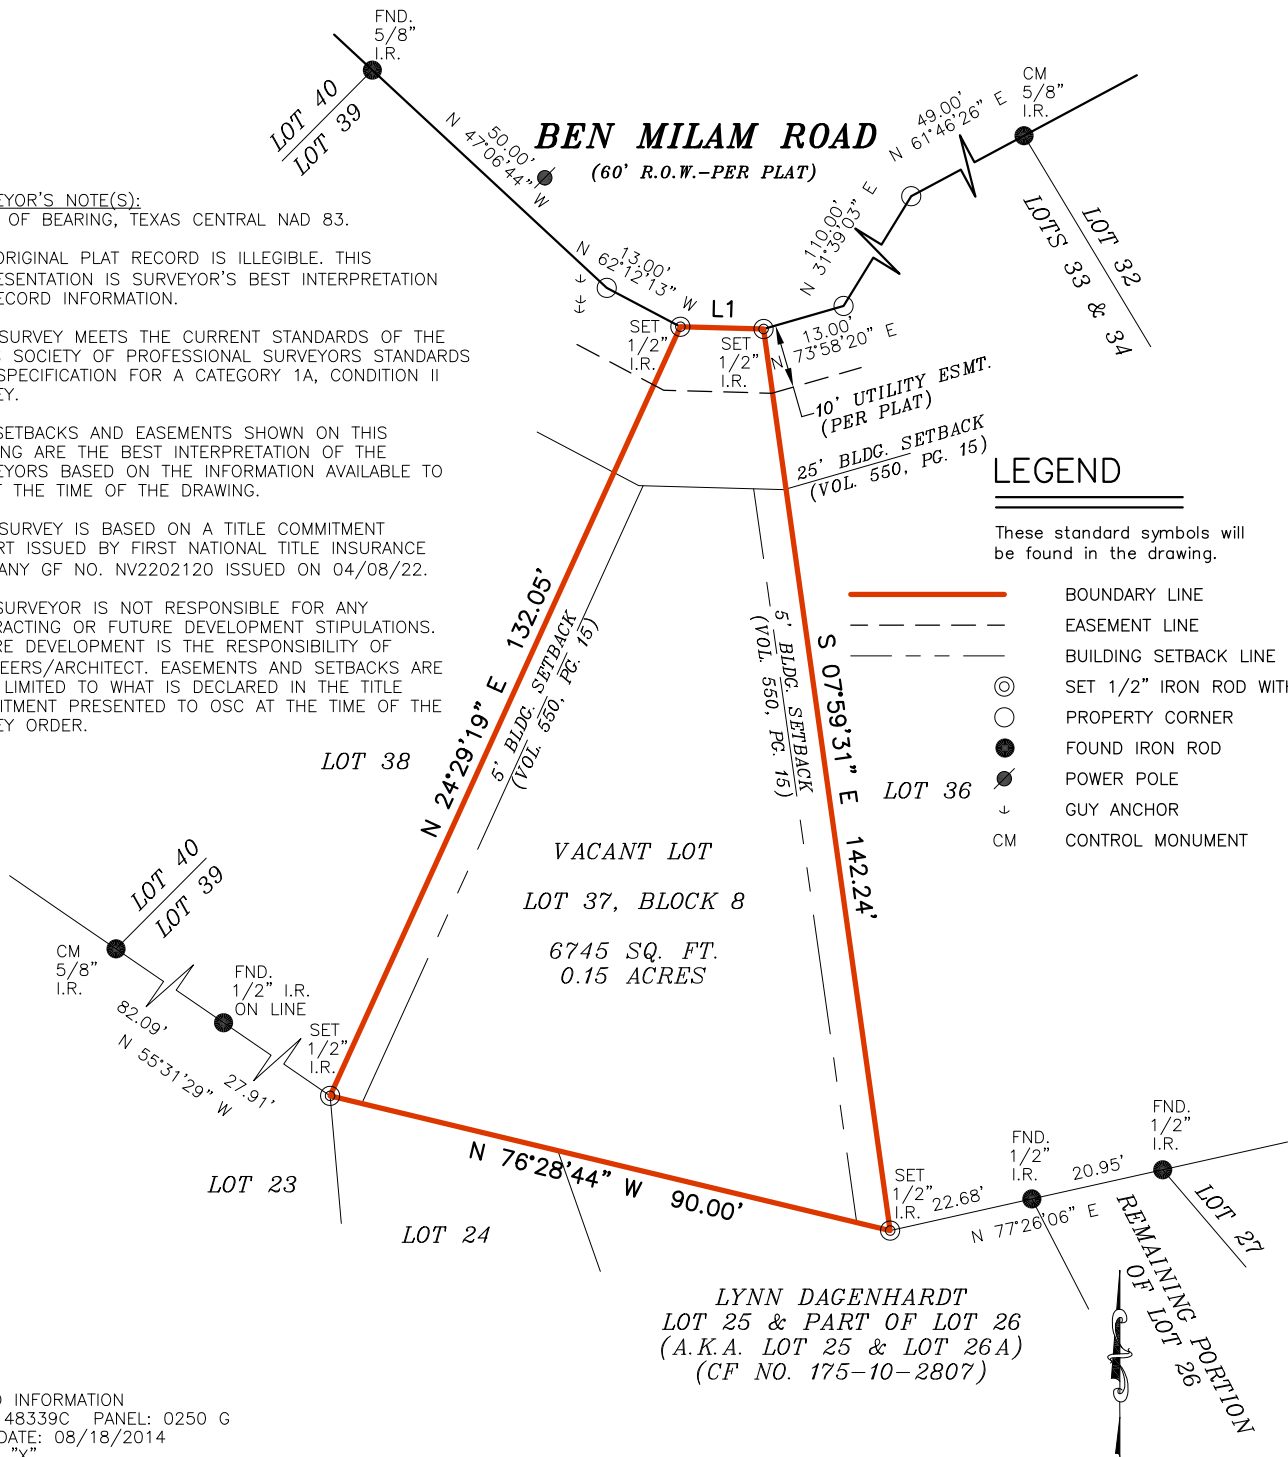 FND.
5/8"
I.R.
LOT 40
LOT 39
N 47°06'44" W
50.00'
BEN MILAM ROAD
(60' R.O.W.-PER PLAT)
49.00'
N 61°46'26" E
CM
5/8"
I.R.
LOT 32
LOTS 33 & 34
110.00'
N 31°39'03" E
13.00'
N 62°12'13" W
L1
13.00'
N 73°58'20" E
SET
1/2"
I.R.
SET
1/2"
I.R.
10' UTILITY ESMT.
(PER PLAT)
25' BLDG. SETBACK
(VOL. 550, PG. 15)
EYOR'S NOTE(S):
OF BEARING, TEXAS CENTRAL NAD 83.
ORIGINAL PLAT RECORD IS ILLEGIBLE. THIS
ESENTATION IS SURVEYOR'S BEST INTERPRETATION
ECORD INFORMATION.
SURVEY MEETS THE CURRENT STANDARDS OF THE
SOCIETY OF PROFESSIONAL SURVEYORS STANDARDS
SPECIFICATION FOR A CATEGORY 1A, CONDITION II
EY.
SETBACKS AND EASEMENTS SHOWN ON THIS
ING ARE THE BEST INTERPRETATION OF THE
EYORS BASED ON THE INFORMATION AVAILABLE TO
T THE TIME OF THE DRAWING.
SURVEY IS BASED ON A TITLE COMMITMENT
RT ISSUED BY FIRST NATIONAL TITLE INSURANCE
ANY GF NO. NV2202120 ISSUED ON 04/08/22.
SURVEYOR IS NOT RESPONSIBLE FOR ANY
RACTING OR FUTURE DEVELOPMENT STIPULATIONS.
RE DEVELOPMENT IS THE RESPONSIBILITY OF
EERS/ARCHITECT. EASEMENTS AND SETBACKS ARE
LIMITED TO WHAT IS DECLARED IN THE TITLE
ITMENT PRESENTED TO OSC AT THE TIME OF THE
EY ORDER.
LEGEND
These standard symbols will
be found in the drawing.
BOUNDARY LINE
EASEMENT LINE
BUILDING SETBACK LINE
SET 1/2" IRON ROD WITH
PROPERTY CORNER
FOUND IRON ROD
POWER POLE
GUY ANCHOR
CM CONTROL MONUMENT
N 24°29'19" E 132.05'
5' BLDG. SETBACK
(VOL. 550, PG. 15)
5' BLDG. SETBACK
(VOL. 550, PG. 15)
S 07°59'31" E 142.24'
LOT 38
LOT 36
VACANT LOT
LOT 37, BLOCK 8
6745 SQ. FT.
0.15 ACRES
LOT 40
LOT 39
CM
5/8"
I.R.
FND.
1/2" I.R.
ON LINE
SET
1/2"
I.R.
82.09'
N 55°31'29" W
27.91'
N 76°28'44" W 90.00'
LOT 23
LOT 24
SET
1/2"
I.R.
22.68'
N 77°26'06" E
20.95'
FND.
1/2"
I.R.
FND.
1/2"
I.R.
LOT 27
REMAINING PORTION
OF LOT 26
LYNN DAGENHARDT
LOT 25 & PART OF LOT 26
(A.K.A. LOT 25 & LOT 26A)
(CF NO. 175-10-2807)
INFORMATION
48339C PANEL: 0250 G
DATE: 08/18/2014
"X"